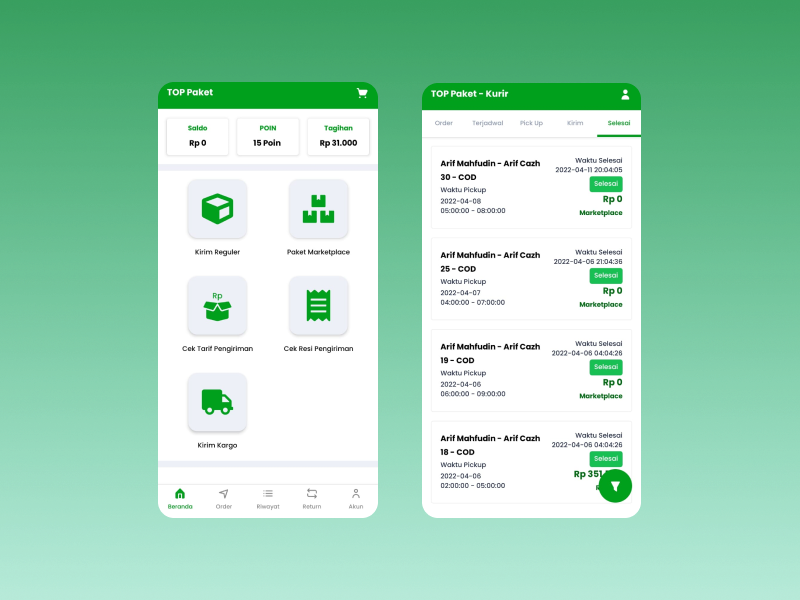 TOP Paket
Saldo
Rp 0
POIN
15 Poin
Tagihan
Rp 31.000
Kirim Reguler
Paket Marketplace
Rp
Cek Tarif Pengiriman
Cek Resi Pengiriman
Kirim Kargo
Beranda
Order
Riwayat
Return
Akun
TOP Paket - Kurir
Order
Terjadwal
Pick Up
Kirim
Selesai
Arif Mahfudin - Arif Cazh
30 - COD
Waktu Pickup
2022-04-08
05:00:00 - 08:00:00
Waktu Selesai
2022-04-11 20:04:05
Selesai
Rp 0
Marketplace
Arif Mahfudin - Arif Cazh
25 - COD
Waktu Pickup
2022-04-07
04:00:00 - 07:00:00
Waktu Selesai
2022-04-06 21:04:36
Selesai
Rp 0
Marketplace
Arif Mahfudin - Arif Cazh
19 - COD
Waktu Pickup
2022-04-06
06:00:00 - 09:00:00
Waktu Selesai
2022-04-06 04:04:26
Selesai
Rp 0
Marketplace
Arif Mahfudin - Arif Cazh
18 - COD
Waktu Pickup
2022-04-06
02:00:00 - 05:00:00
Waktu Selesai
2022-04-06 04:04:26
Selesai
Rp 351